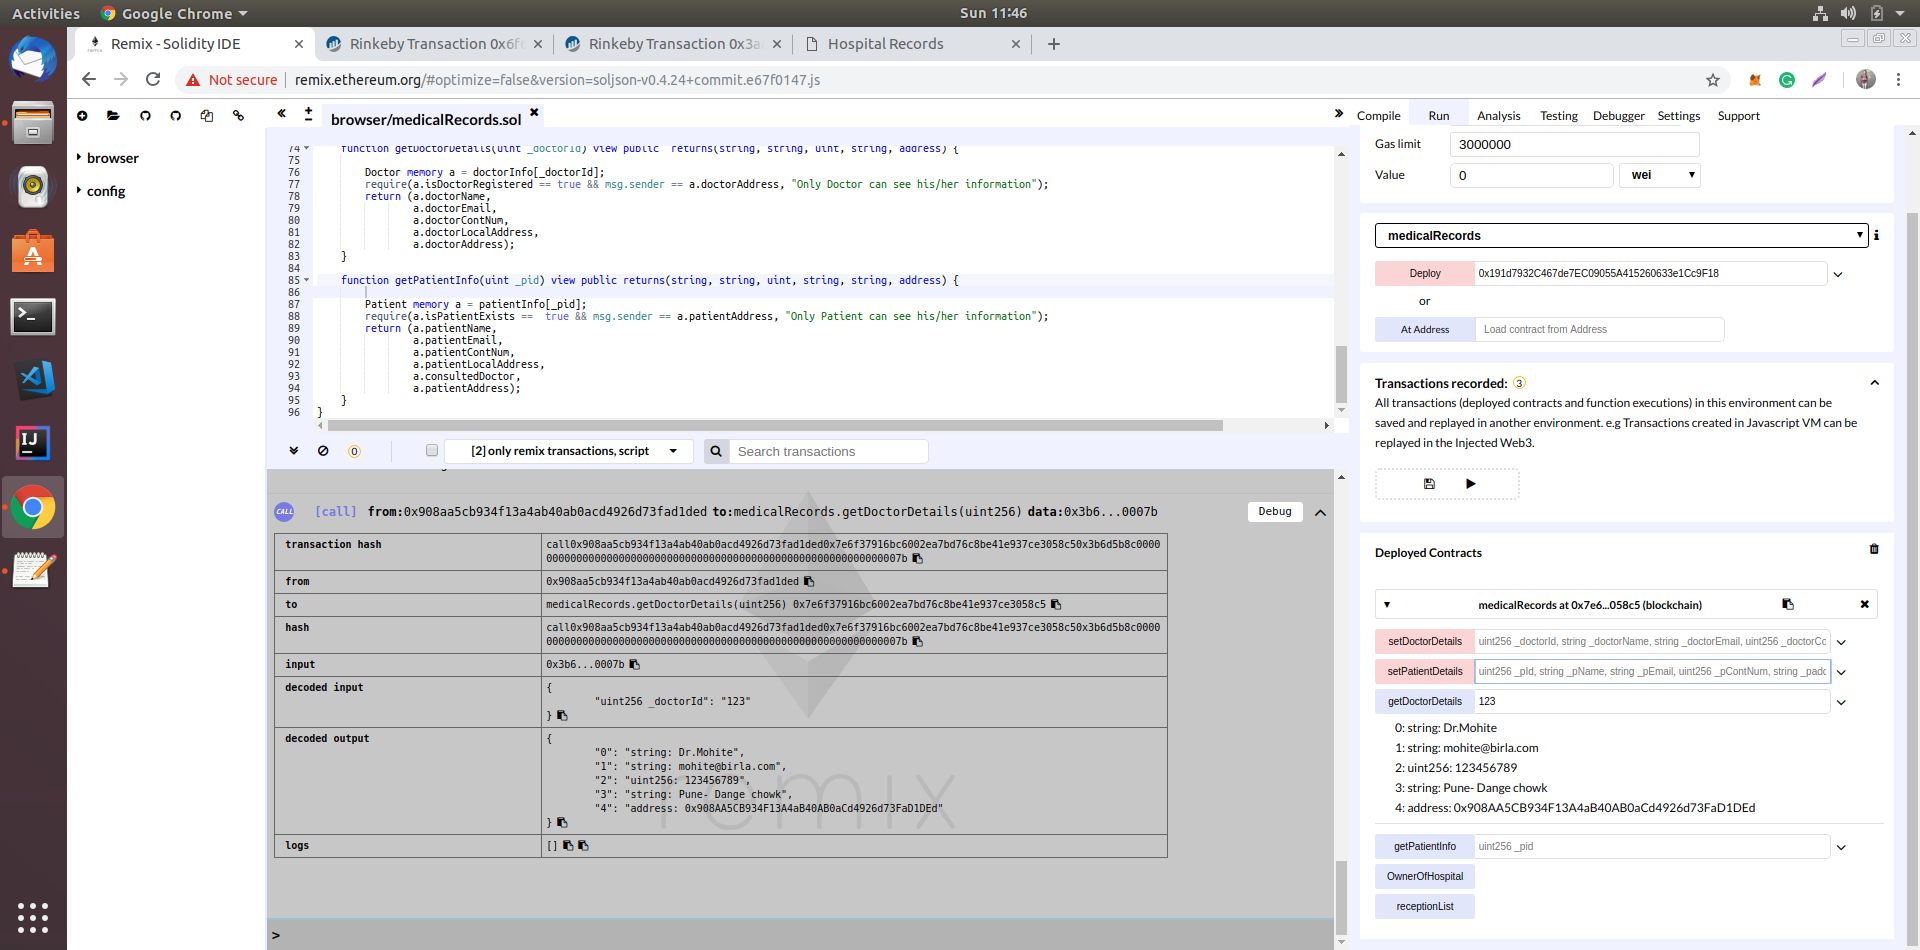 Activities
Google Chrome
Sun 11:46
Remix - Solidity IDE
Rinkeby Transaction 0x6f
Rinkeby Transaction 0x3a
Hospital Records
Not secure
remix.ethereum.org/#optimize=false&version=soljson-v0.4.24+commit.e67f0147.js
browser
config
browser/medicalRecords.sol
74 function getDoctorDetails(uint _doctorId) view public returns(string, string, uint, string, address) {
75
76 Doctor memory a = doctorInfo[_doctorId];
77 require(a.isDoctorRegistered == true && msg.sender == a.doctorAddress, "Only Doctor can see his/her information");
78 return (a.doctorName,
79 a.doctorEmail,
80 a.doctorContNum,
81 a.doctorLocalAddress,
82 a.doctorAddress);
83 }
84
85 function getPatientInfo(uint _pid) view public returns(string, string, uint, string, string, address) {
86
87 Patient memory a = patientInfo[_pid];
88 require(a.isPatientExists == true && msg.sender == a.patientAddress, "Only Patient can see his/her information");
89 return (a.patientName,
90 a.patientEmail,
91 a.patientContNum,
92 a.patientLocalAddress,
93 a.consultedDoctor,
94 a.patientAddress);
95 }
96 }
0
[2] only remix transactions, script
Search transactions
CALL
[call] from:0x908aa5cb934f13a4ab40ab0acd4926d73fad1ded to:medicalRecords.getDoctorDetails(uint256) data:0x3b6...0007b
Debug
transaction hash
call0x908aa5cb934f13a4ab40ab0acd4926d73fad1ded0x7e6f37916bc6002ea7bd76c8be41e937ce3058c50x3b6d5b8c0000
from
0x908aa5cb934f13a4ab40ab0acd4926d73fad1ded
to
medicalRecords.getDoctorDetails(uint256) 0x7e6f37916bc6002ea7bd76c8be41e937ce3058c5
hash
call0x908aa5cb934f13a4ab40ab0acd4926d73fad1ded0x7e6f37916bc6002ea7bd76c8be41e937ce3058c50x3b6d5b8c0000
input
0x3b6...0007b
decoded input
{
"uint256 _doctorId": "123"
}
decoded output
{
"0": "string: Dr.Mohite",
"1": "string: mohite@birla.com",
"2": "uint256: 123456789",
"3": "string: Pune- Dange chowk",
"4": "address: 0x908AA5CB934F13A4aB40AB0aCd4926d73FaD1DEd"
}
logs
[]
remix
>
Compile
Run
Analysis
Testing
Debugger
Settings
Support
Gas limit
3000000
Value
0
wei
medicalRecords
Deploy
0x191d7932C467de7EC09055A415260633e1Cc9F18
or
At Address
Load contract from Address
Transactions recorded: 3
All transactions (deployed contracts and function executions) in this environment can be
saved and replayed in another environment. e.g Transactions created in Javascript VM can be
replayed in the Injected Web3.
Deployed Contracts
medicalRecords at 0x7e6...058c5 (blockchain)
setDoctorDetails
uint256 _doctorId, string _doctorName, string _doctorEmail, uint256 _doctorCo
setPatientDetails
uint256 _pId, string _pName, string _pEmail, uint256 _pContNum, string _padd
getDoctorDetails
123
0: string: Dr.Mohite
1: string: mohite@birla.com
2: uint256: 123456789
3: string: Pune- Dange chowk
4: address: 0x908AA5CB934F13A4aB40AB0aCd4926d73FaD1DEd
getPatientInfo
uint256 _pid
OwnerOfHospital
receptionList